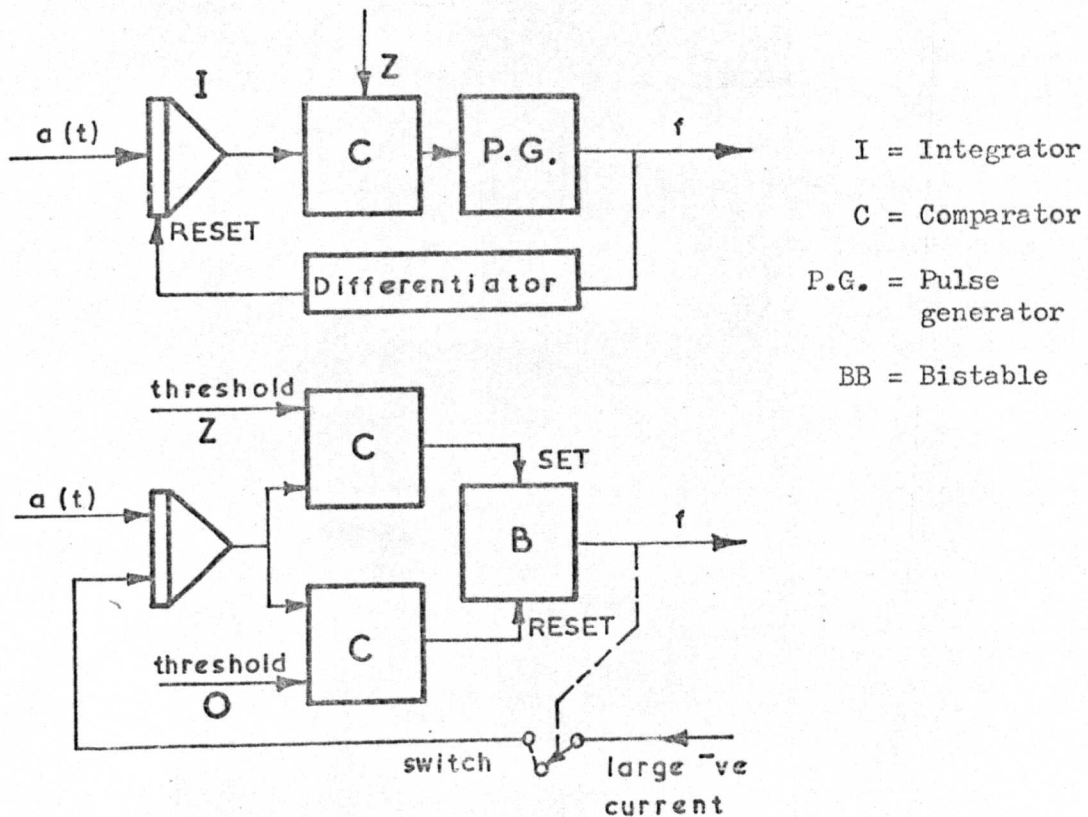 Z
I
a (t)
C
P.G.
f
RESET
Differentiator
I = Integrator
C = Comparator
P.G. = Pulse
generator
BB = Bistable
threshold
Z
C
SET
a (t)
B
f
C
RESET
threshold
O
switch
large -ve
current